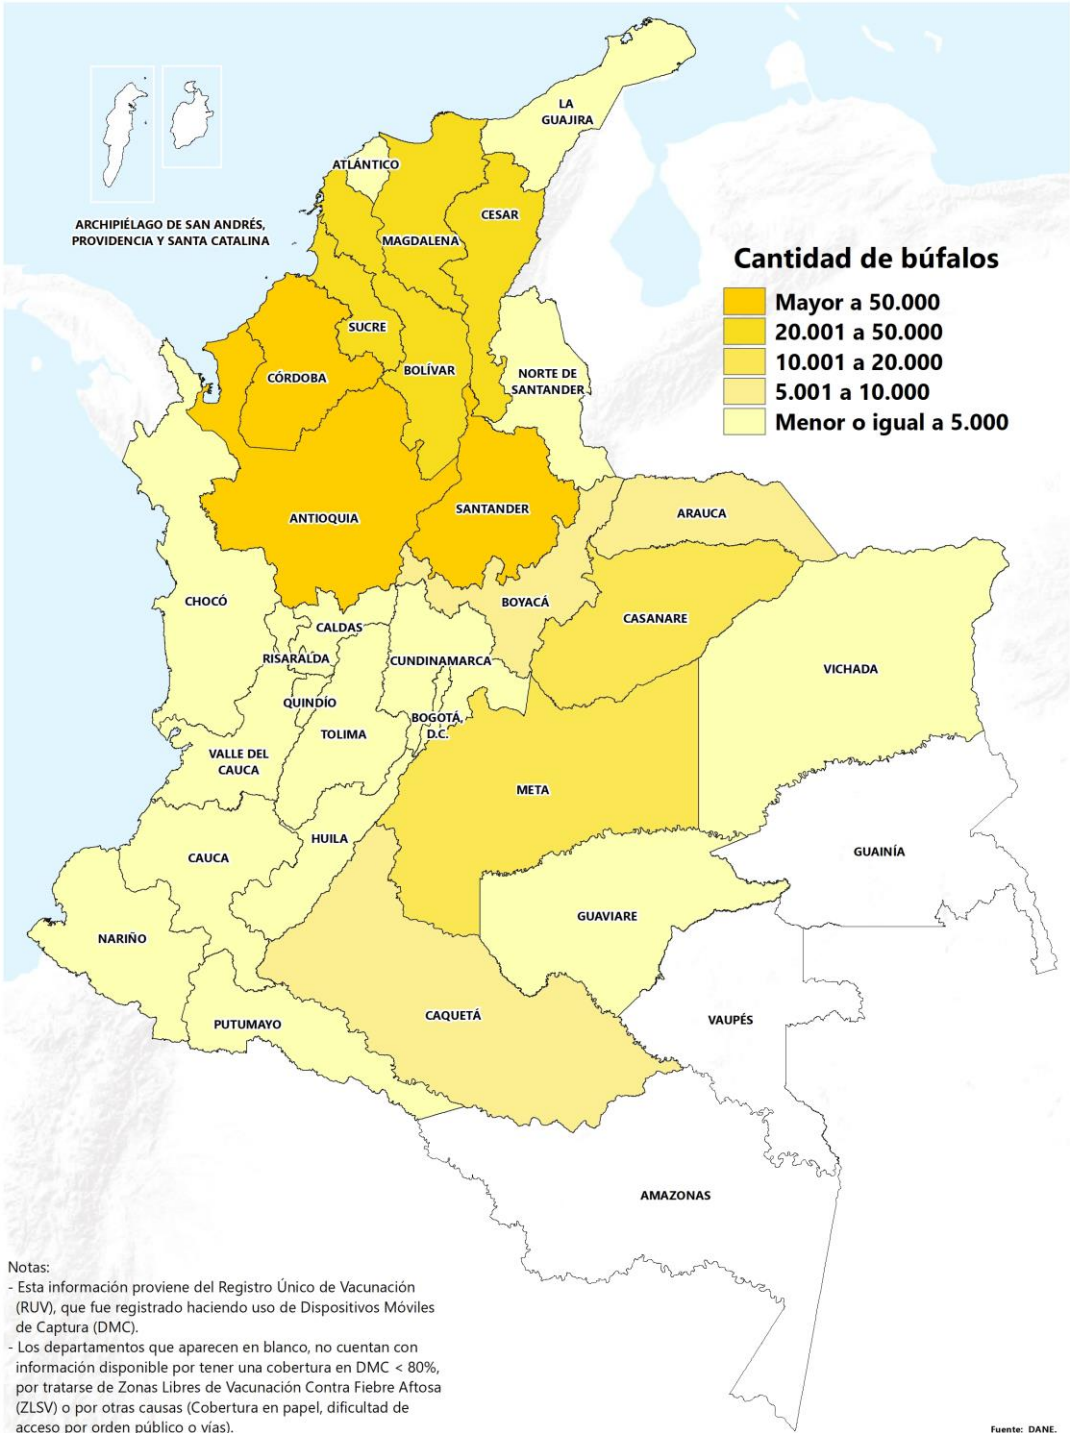 LA
GUAJIRA
ATLÁNTICO
ARCHIPIÉLAGO DE SAN ANDRÉS,
PROVIDENCIA Y SANTA CATALINA
CESAR
MAGDALENA
Cantidad de búfalos
Mayor a 50.000
20.001 a 50.000
10.001 a 20.000
5.001 a 10.000
Menor o igual a 5.000
SUCRE
BOLÍVAR
CÓRDOBA
NORTE DE
SANTANDER
ANTIOQUIA
SANTANDER
ARAUCA
CHOCÓ
BOYACÁ
CASANARE
CALDAS
RISARALDA
CUNDINAMARCA
VICHADA
QUINDÍO
BOGOTÁ,
D.C.
TOLIMA
VALLE DEL
CAUCA
META
HUILA
CAUCA
GUAINÍA
NARIÑO
GUAVIARE
PUTUMAYO
CAQUETÁ
VAUPÉS
AMAZONAS
Notas:
- Esta información proviene del Registro Único de Vacunación
(RUV), que fue registrado haciendo uso de Dispositivos Móviles
de Captura (DMC).
- Los departamentos que aparecen en blanco, no cuentan con
información disponible por tener una cobertura en DMC < 80%,
por tratarse de Zonas Libres de Vacunación Contra Fiebre Aftosa
(ZLSV) o por otras causas (Cobertura en papel, dificultad de
acceso por orden público o vías).
Fuente: DANE.